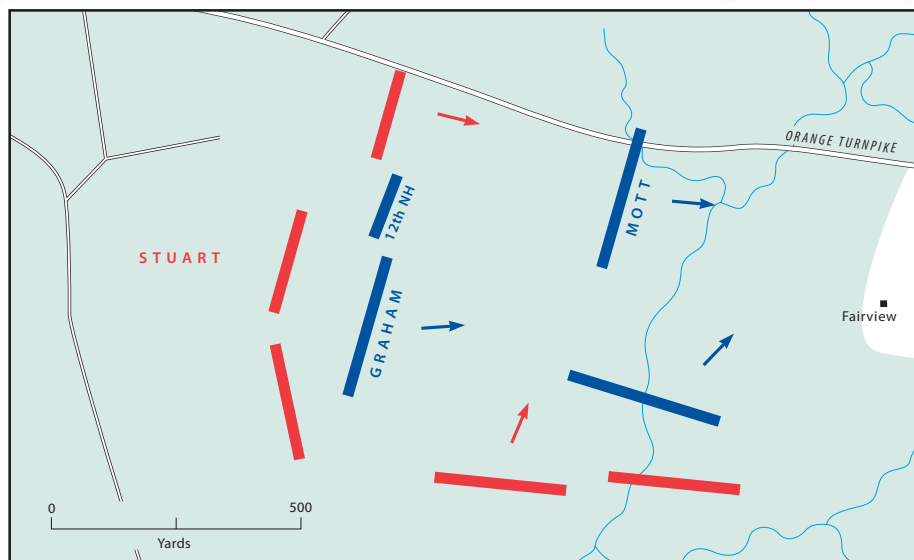 ORANGE TURNPIKE
12th NH
MOTT
STUART
GRAHAM
Fairview
0 500
Yards